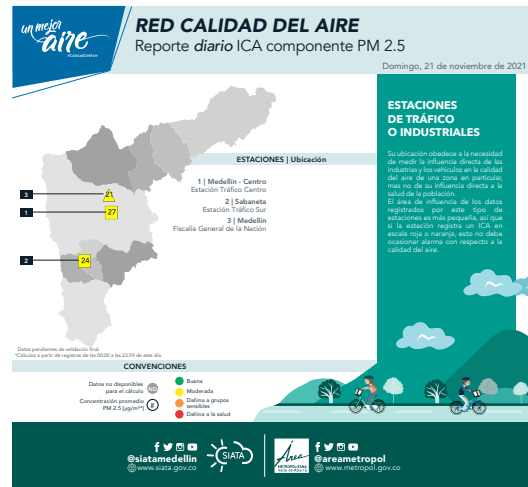 un mejor
aire
#CalidadDelAire
RED CALIDAD DEL AIRE
Reporte diario ICA componente PM 2.5
Domingo, 21 de noviembre de 2021
ESTACIONES
DE TRÁFICO
O INDUSTRIALES
Su ubicación obedece a la necesidad
de medir la influencia directa de las
industrias y los vehículos en la calidad
del aire de una zona en particular,
mas no de su influencia directa a la
salud de la población.
El área de influencia de los datos
registrados por este tipo de
estaciones es más pequeña, así que
si la estación registra un ICA en
escala roja o naranja, esto no debe
ocasionar alarma con respecto a la
calidad del aire.
ESTACIONES | Ubicación
1 | Medellín - Centro
Estación Tráfico Centro
2 | Sabaneta
Estación Tráfico Sur
3 | Medellín
Fiscalía General de la Nación
3
21
1
27
2
24
Datos pendientes de validación final.
*Cálculos a partir de registros de las 00:00 a las 23:59 de este día.
CONVENCIONES
Datos no disponibles
para el cálculo
ND
Concentración promedio
PM 2.5 [µg/m³*]
#
Buena
Moderada
Dañina a grupos
sensibles
Dañina a la salud
@siatamedellin
www.siata.gov.co
SIATA
Área
METROPOLITANA
Valle de Aburrá
@areametropol
www.metropol.gov.co